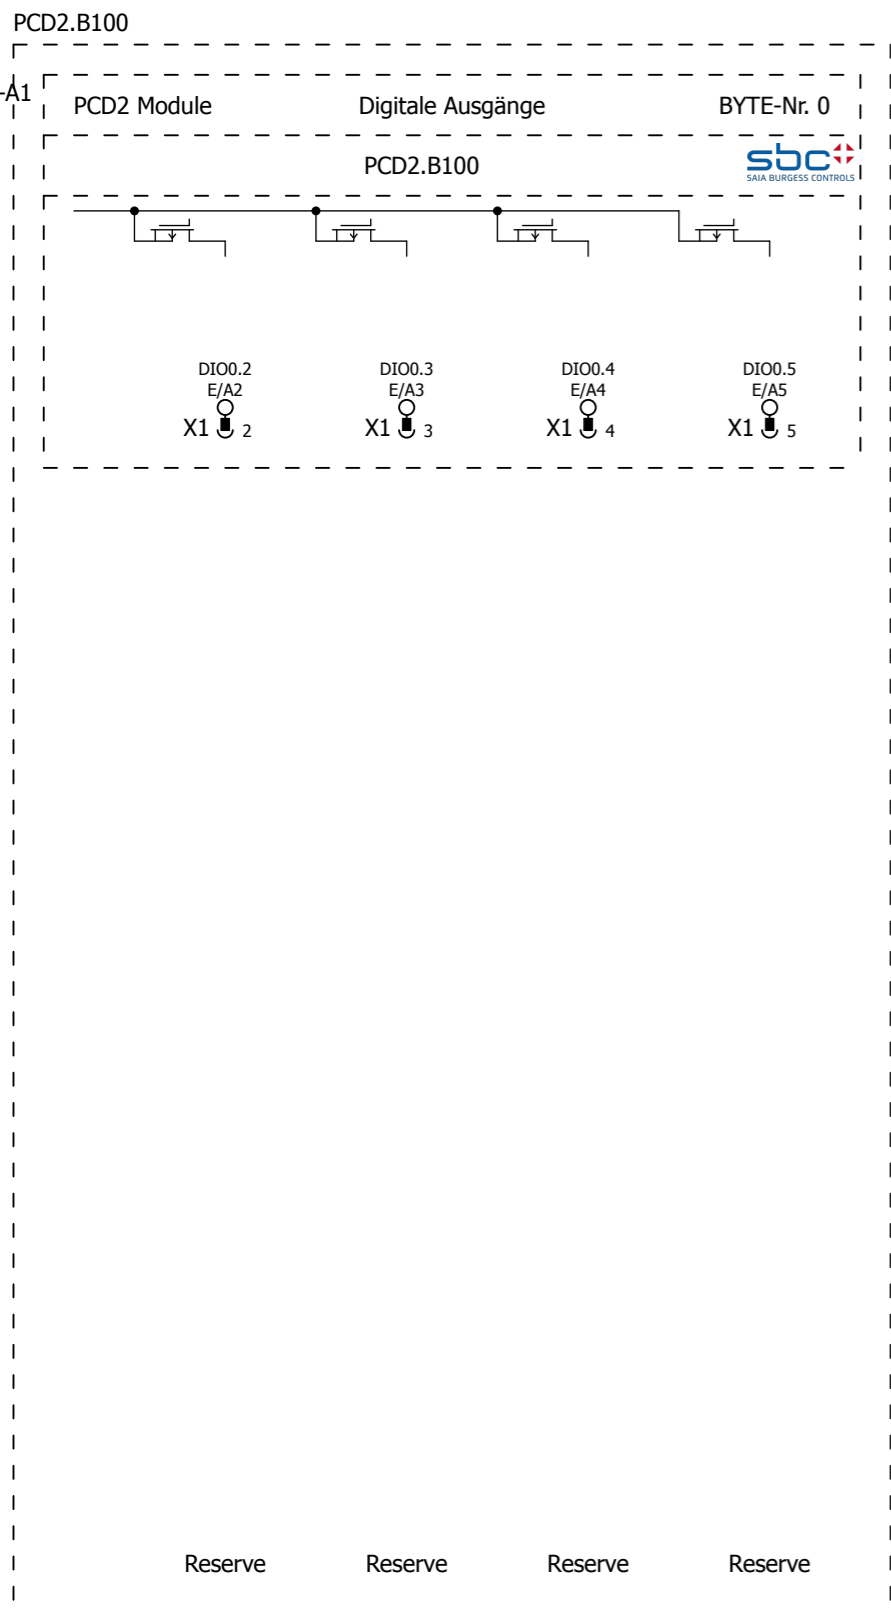 PCD2.B100
-A1
PCD2 Module Digitale Ausgänge BYTE-Nr. 0
PCD2.B100
sbc
SAIA BURGESS CONTROLS
DIO0.2 DIO0.3 DIO0.4 DIO0.5
E/A2 E/A3 E/A4 E/A5
X1 2 X1 3 X1 4 X1 5
Reserve Reserve Reserve Reserve